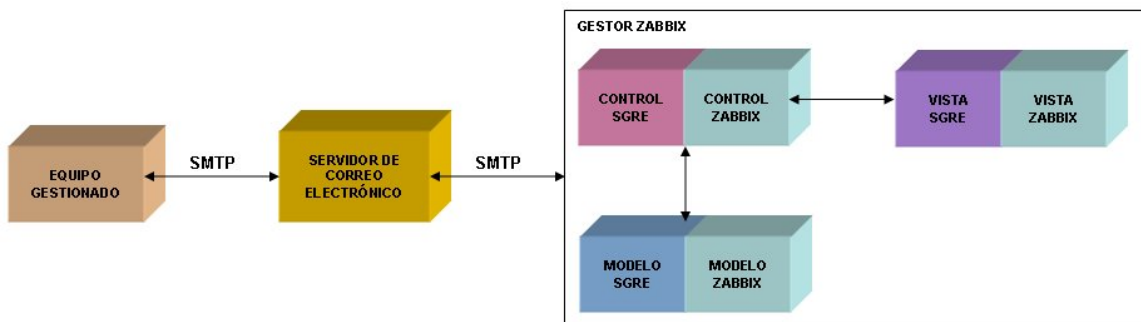 GESTOR ZABBIX
CONTROL
SGRE
CONTROL
ZABBIX
VISTA
SGRE
VISTA
ZABBIX
EQUIPO
GESTIONADO
SMTP
SERVIDOR DE
CORREO
ELECTRÓNICO
SMTP
MODELO
SGRE
MODELO
ZABBIX